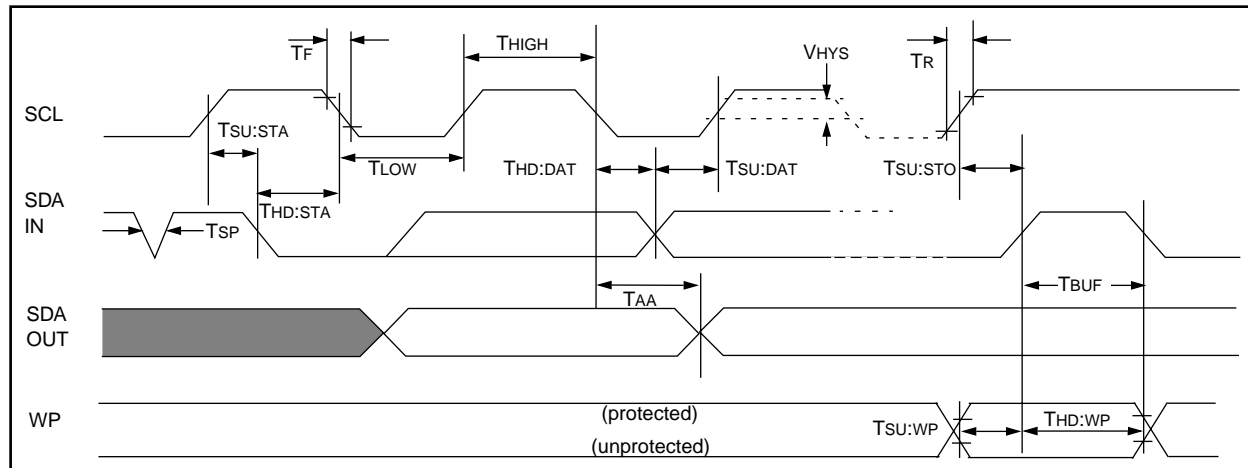 TF
THIGH
VHYS
TR
SCL
TSU:STA
TLOW
THD:DAT
TSU:DAT
TSU:STO
SDA
IN
THD:STA
TSP
TBUF
SDA
OUT
TAA
WP
(protected)
(unprotected)
TSU:WP
THD:WP